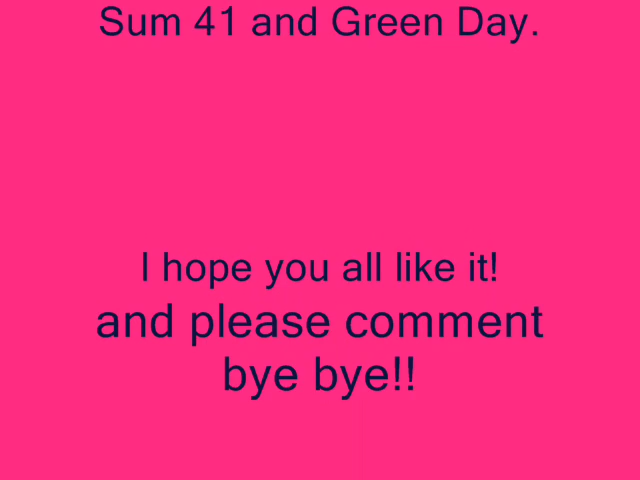 Sum 41 and Green Day.
I hope you all like it!
and please comment
bye bye!!